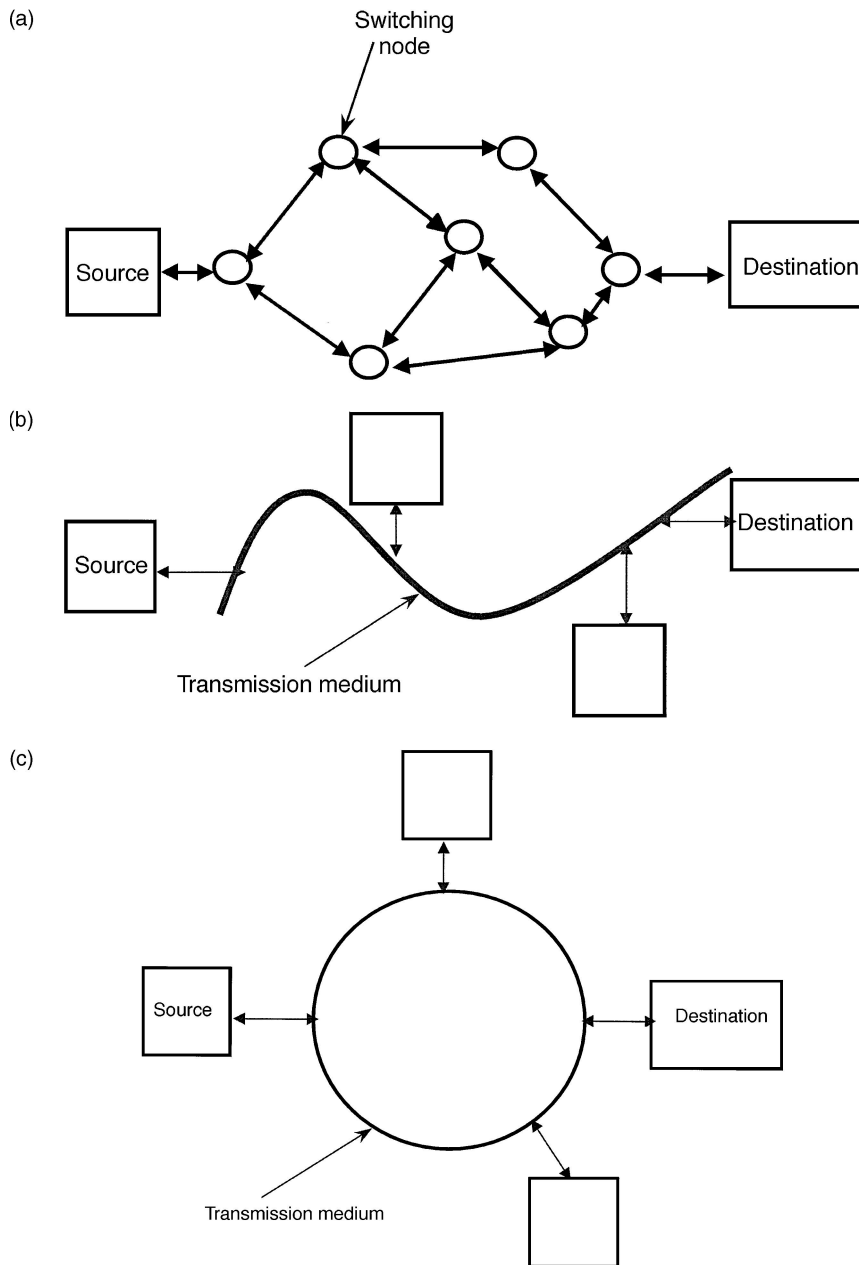 (a)
Switching
node
Source
Destination
(b)
Source
Destination
Transmission medium
(c)
Source
Destination
Transmission medium